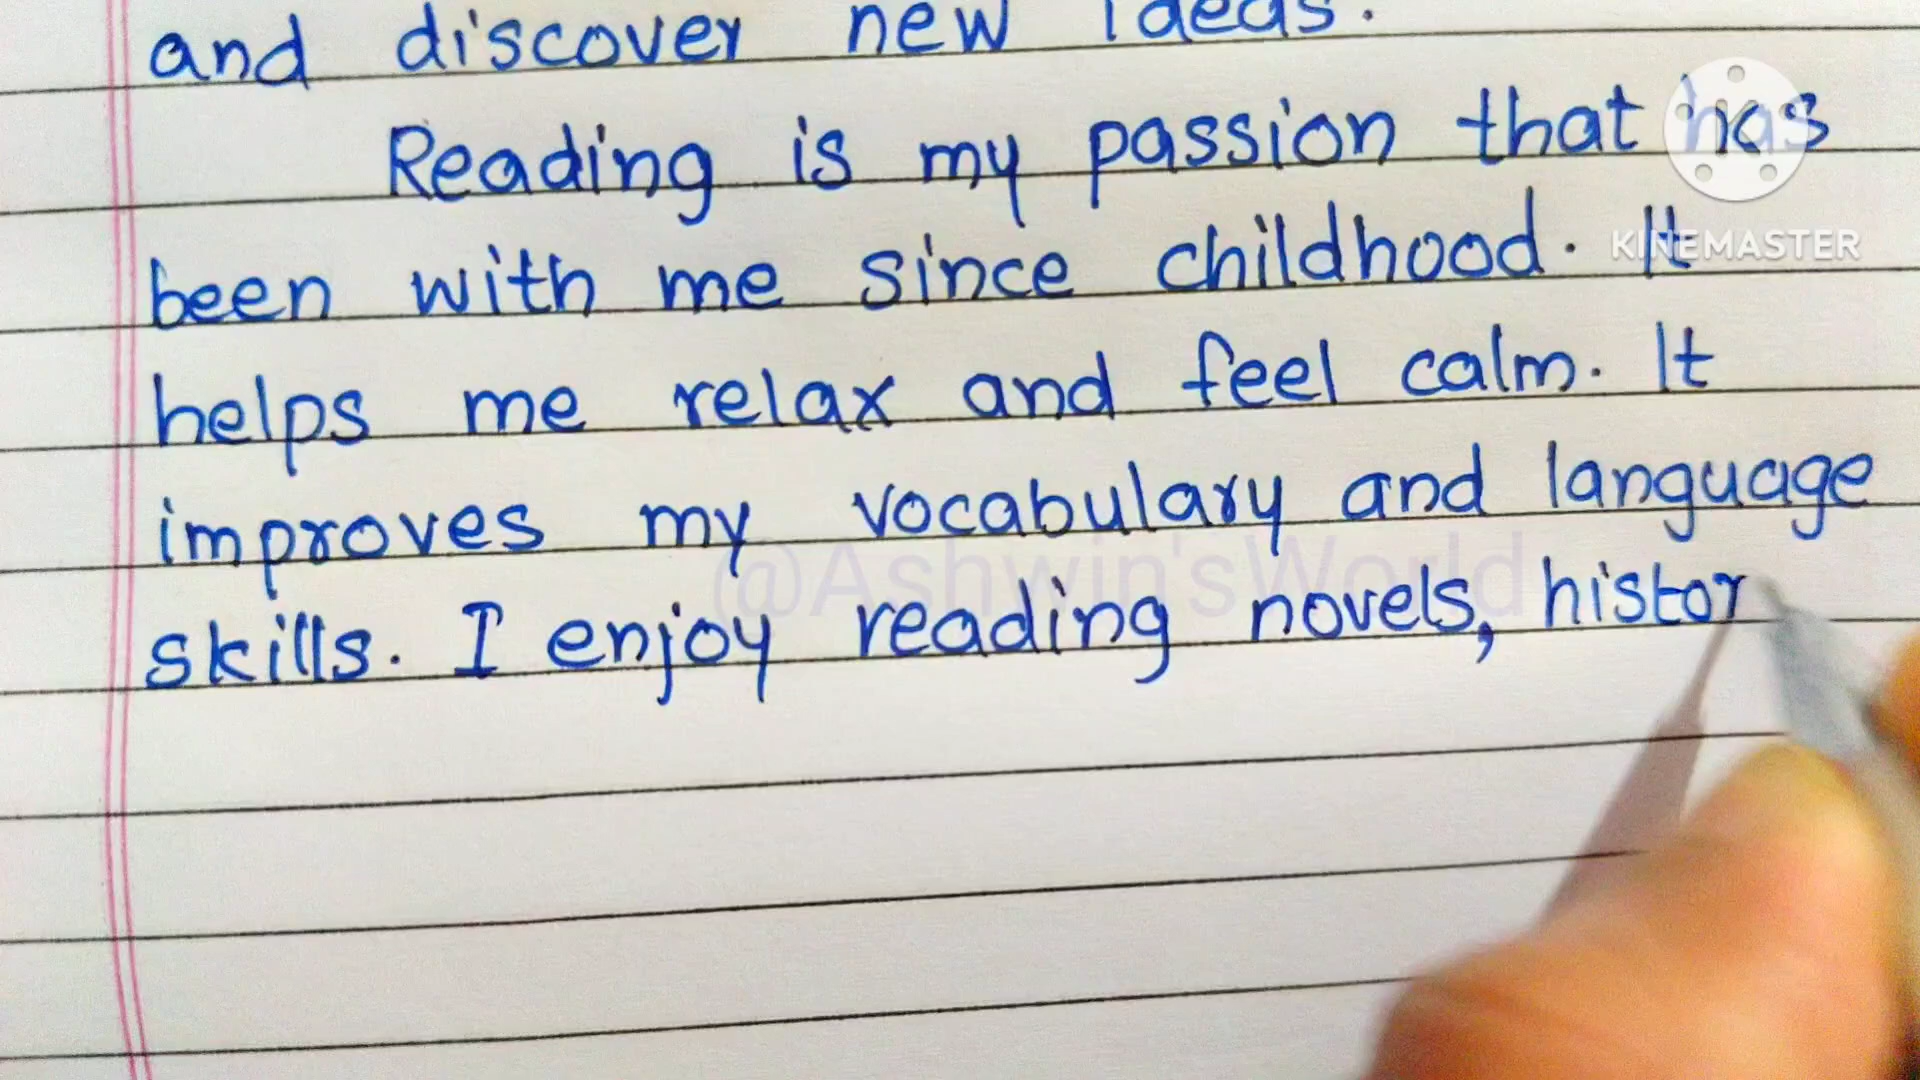 and discover new ideas.
Reading is my passion that has
been with me since childhood. It
KINEMASTER
helps me relax and feel calm. It
improves my vocabulary and language
@Ashwin'sWorld
skills. I enjoy reading novels, histor